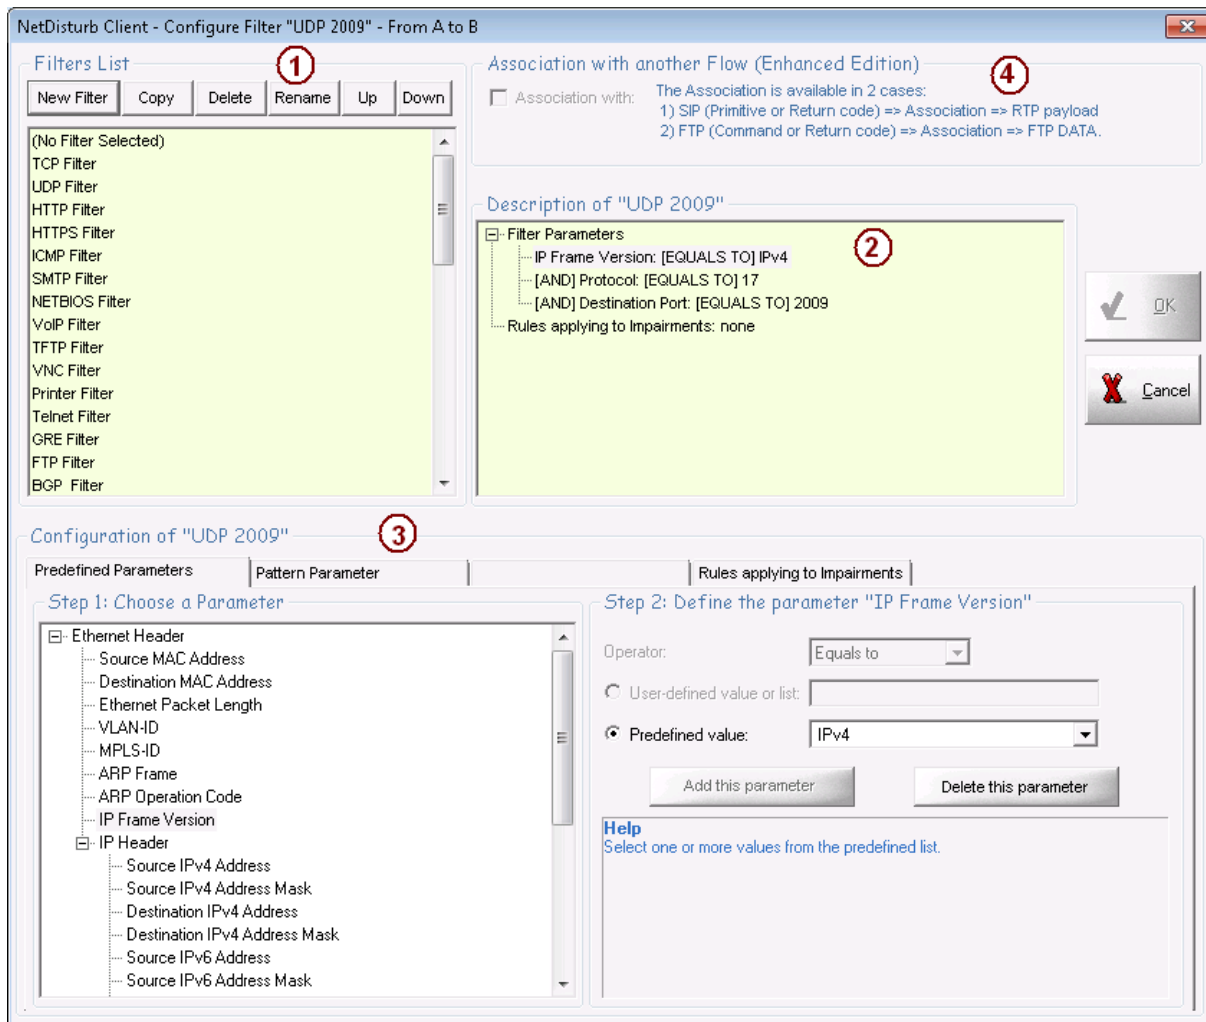 NetDisturb Client - Configure Filter "UDP 2009" - From A to B
Filters List
1
New Filter
Copy
Delete
Rename
Up
Down
(No Filter Selected)
TCP Filter
UDP Filter
HTTP Filter
HTTPS Filter
ICMP Filter
SMTP Filter
NETBIOS Filter
VoIP Filter
TFTP Filter
VNC Filter
Printer Filter
Telnet Filter
GRE Filter
FTP Filter
BGP Filter
Association with another Flow (Enhanced Edition)
4
Association with:
The Association is available in 2 cases:
1) SIP (Primitive or Return code) => Association => RTP payload
2) FTP (Command or Return code) => Association => FTP DATA.
Description of "UDP 2009"
2
Filter Parameters
IP Frame Version: [EQUALS TO] IPv4
[AND] Protocol: [EQUALS TO] 17
[AND] Destination Port: [EQUALS TO] 2009
Rules applying to Impairments: none
OK
Cancel
Configuration of "UDP 2009"
3
Predefined Parameters
Pattern Parameter
Rules applying to Impairments
Step 1: Choose a Parameter
Ethernet Header
Source MAC Address
Destination MAC Address
Ethernet Packet Length
VLAN-ID
MPLS-ID
ARP Frame
ARP Operation Code
IP Frame Version
IP Header
Source IPv4 Address
Source IPv4 Address Mask
Destination IPv4 Address
Destination IPv4 Address Mask
Source IPv6 Address
Source IPv6 Address Mask
Step 2: Define the parameter "IP Frame Version"
Operator:
Equals to
User-defined value or list:
Predefined value:
IPv4
Add this parameter
Delete this parameter
Help
Select one or more values from the predefined list.